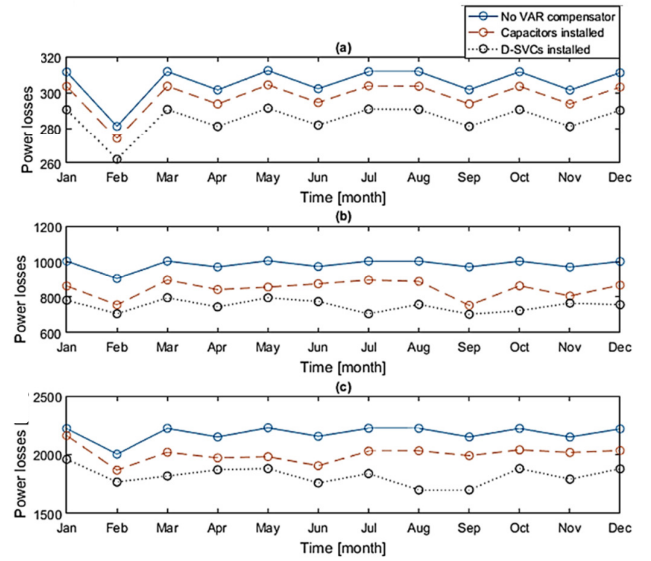 No VAR compensator
Capacitors installed
D-SVCs installed
(a)
320
300
280
260
Power losses
Jan Feb Mar Apr May Jun Jul Aug Sep Oct Nov Dec
Time [month]
(b)
1200
1000
800
600
Power losses
Jan Feb Mar Apr May Jun Jul Aug Sep Oct Nov Dec
Time [month]
(c)
2500
2000
1500
Power losses [
Jan Feb Mar Apr May Jun Jul Aug Sep Oct Nov Dec
Time [month]